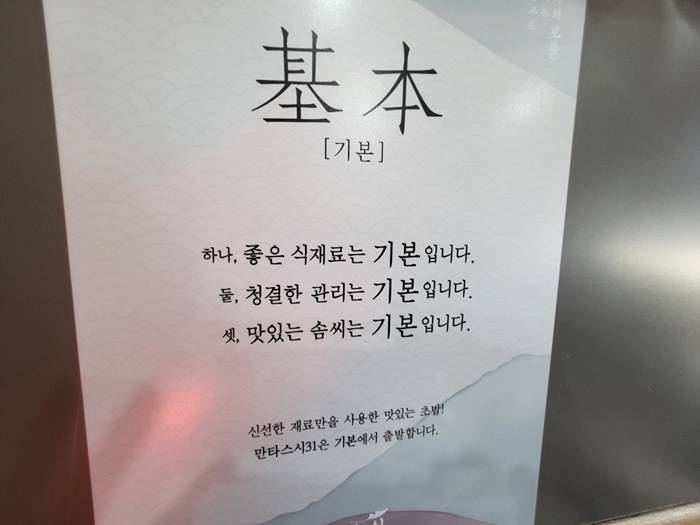 基本
[기본]
하나, 좋은 식재료는 기본입니다.
둘, 청결한 관리는 기본입니다.
셋, 맛있는 솜씨는 기본입니다.
신선한 재료만을 사용한 맛있는 초밥!
만타스시31은 기본에서 출발합니다.